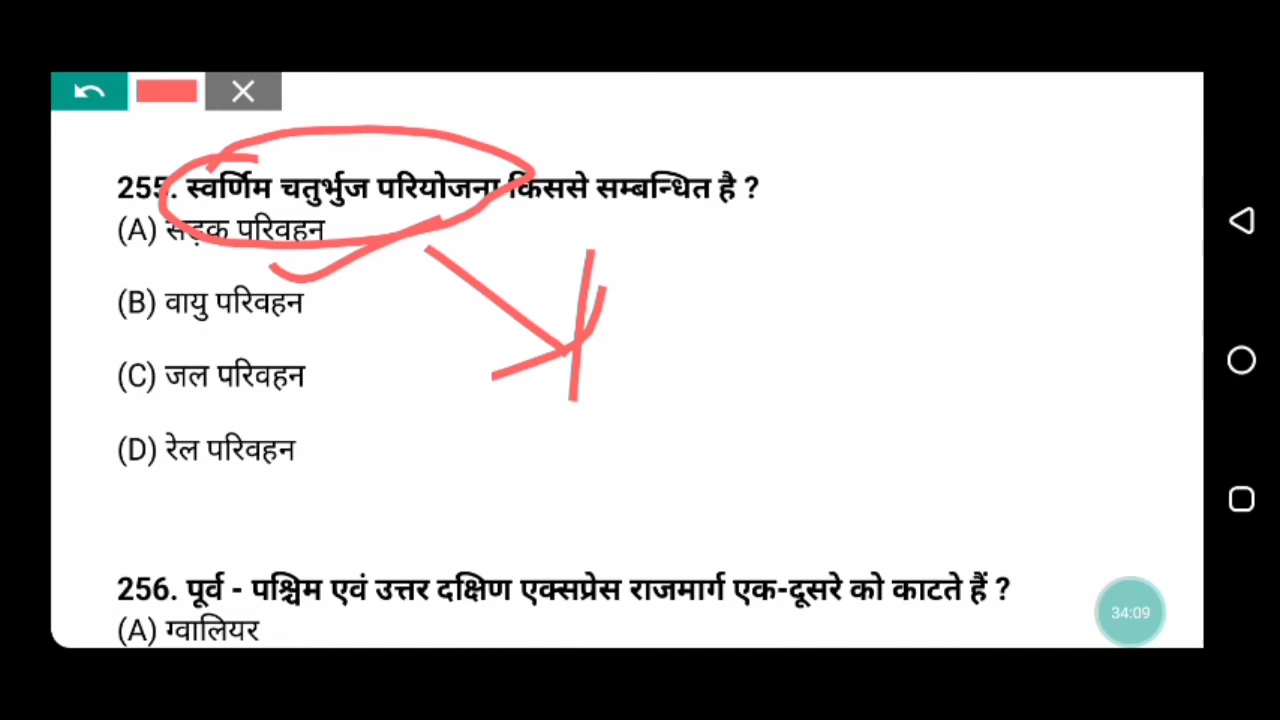 255. स्वर्णिम चतुर्भुज परियोजना किससे सम्बन्धित है ?
(A) सड़क परिवहन
(B) वायु परिवहन
(C) जल परिवहन
(D) रेल परिवहन
256. पूर्व - पश्चिम एवं उत्तर दक्षिण एक्सप्रेस राजमार्ग एक-दूसरे को काटते हैं ?
(A) ग्वालियर
34:09